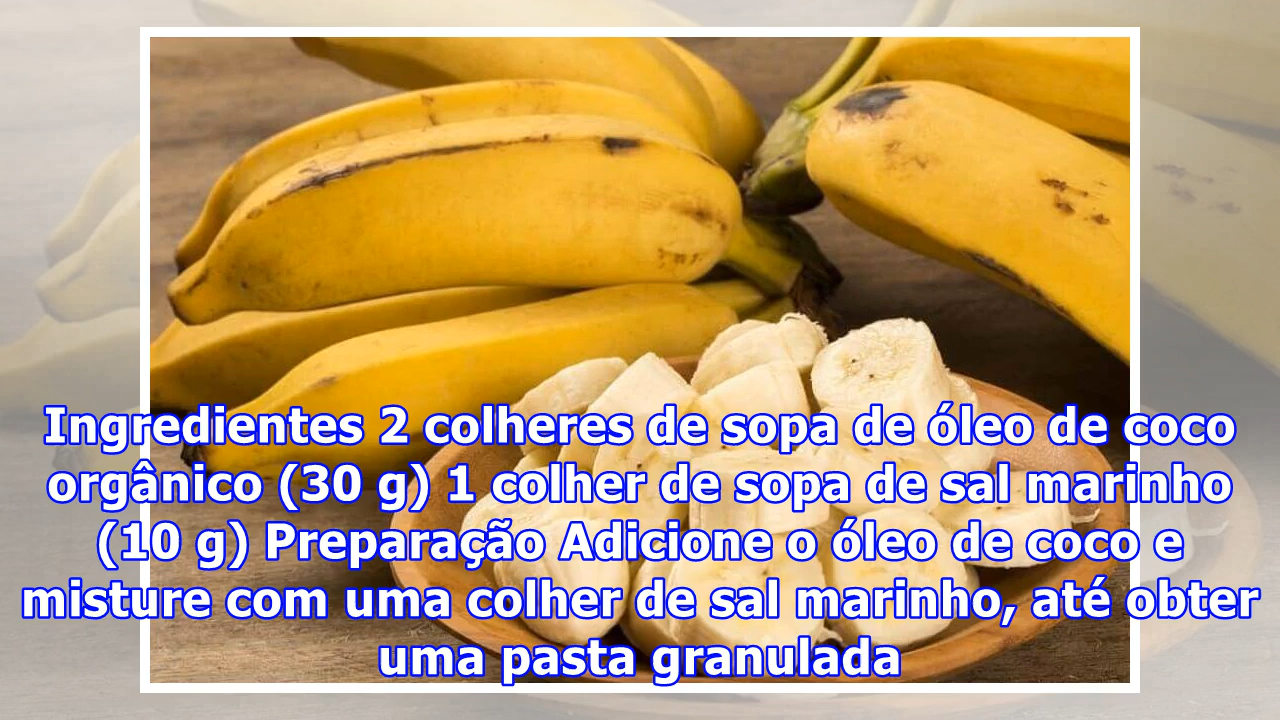 Ingredientes 2 colheres de sopa de óleo de coco
orgânico (30 g) 1 colher de sopa de sal marinho
(10 g) Preparação Adicione o óleo de coco e
misture com uma colher de sal marinho, até obter
uma pasta granulada